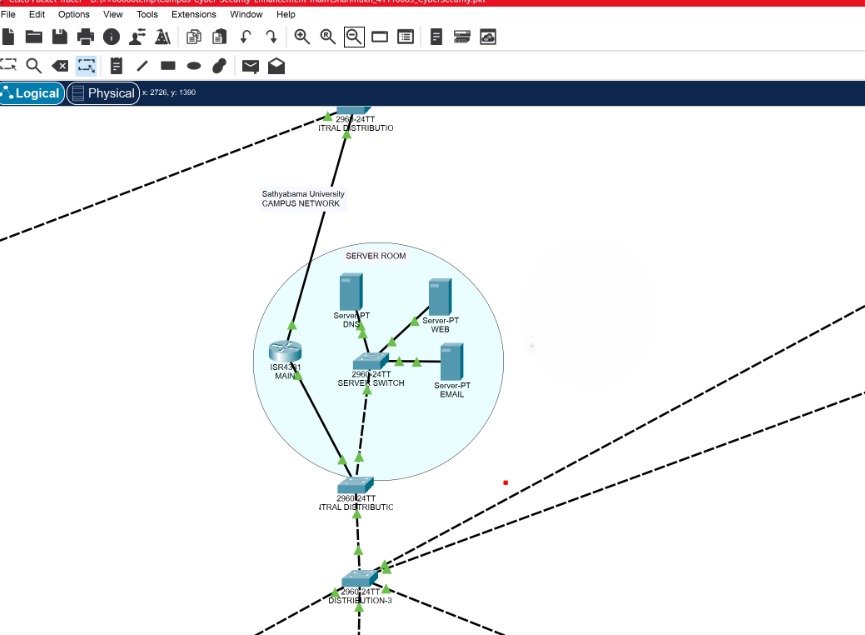 File Edit Options View Tools Extensions Window Help
Logical
Physical
x: 2726, y: 1390
2960-24TT
ITRAL DISTRIBUTIO
Sathyabama University
CAMPUS NETWORK
SERVER ROOM
Server-PT
DNS
Server-PT
WEB
ISR4331
MAIN
2960-24TT
SERVER SWITCH
Server-PT
EMAIL
2960-24TT
ITRAL DISTRIBUTIC
2960-24TT
DISTRIBUTION-3